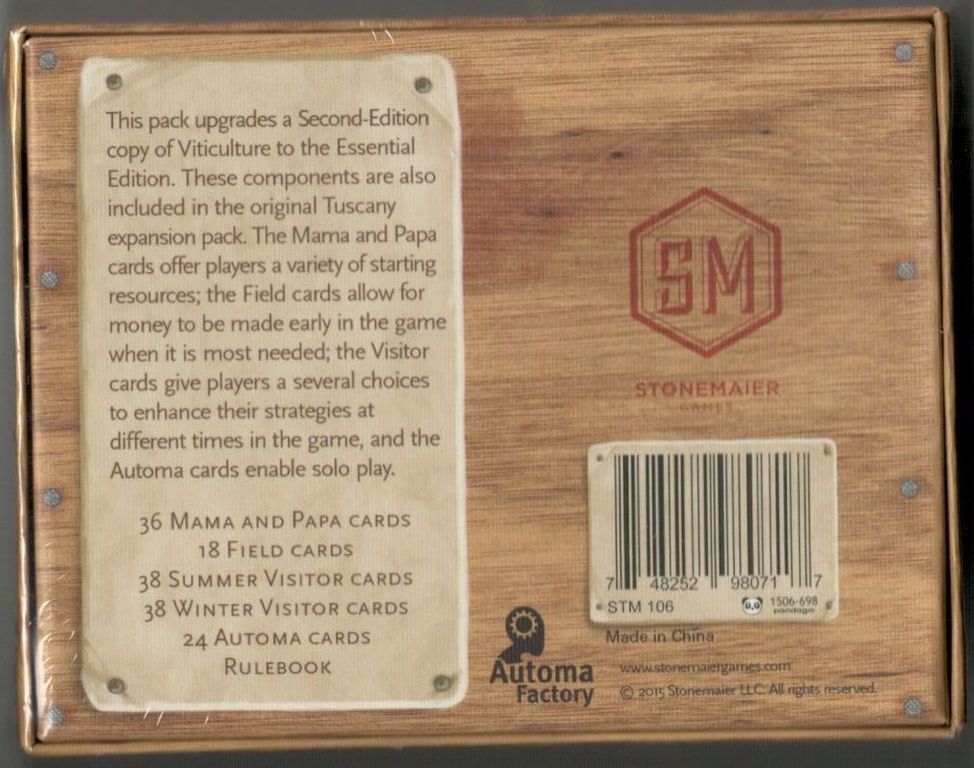 This pack upgrades a Second-Edition
copy of Viticulture to the Essential
Edition. These components are also
included in the original Tuscany
expansion pack. The Mama and Papa
cards offer players a variety of starting
resources; the Field cards allow for
money to be made early in the game
when it is most needed; the Visitor
cards give players a several choices
to enhance their strategies at
different times in the game, and the
Automa cards enable solo play.
36 MAMA AND PAPA CARDS
18 FIELD CARDS
38 SUMMER VISITOR CARDS
38 WINTER VISITOR CARDS
24 AUTOMA CARDS
RULEBOOK
SM
STONEMAIER
GAMES
7 48252 98071 7
STM 106
1506-698
pandagm
Made in China
Automa
Factory
www.stonemaiergames.com
© 2015 Stonemaier LLC. All rights reserved.